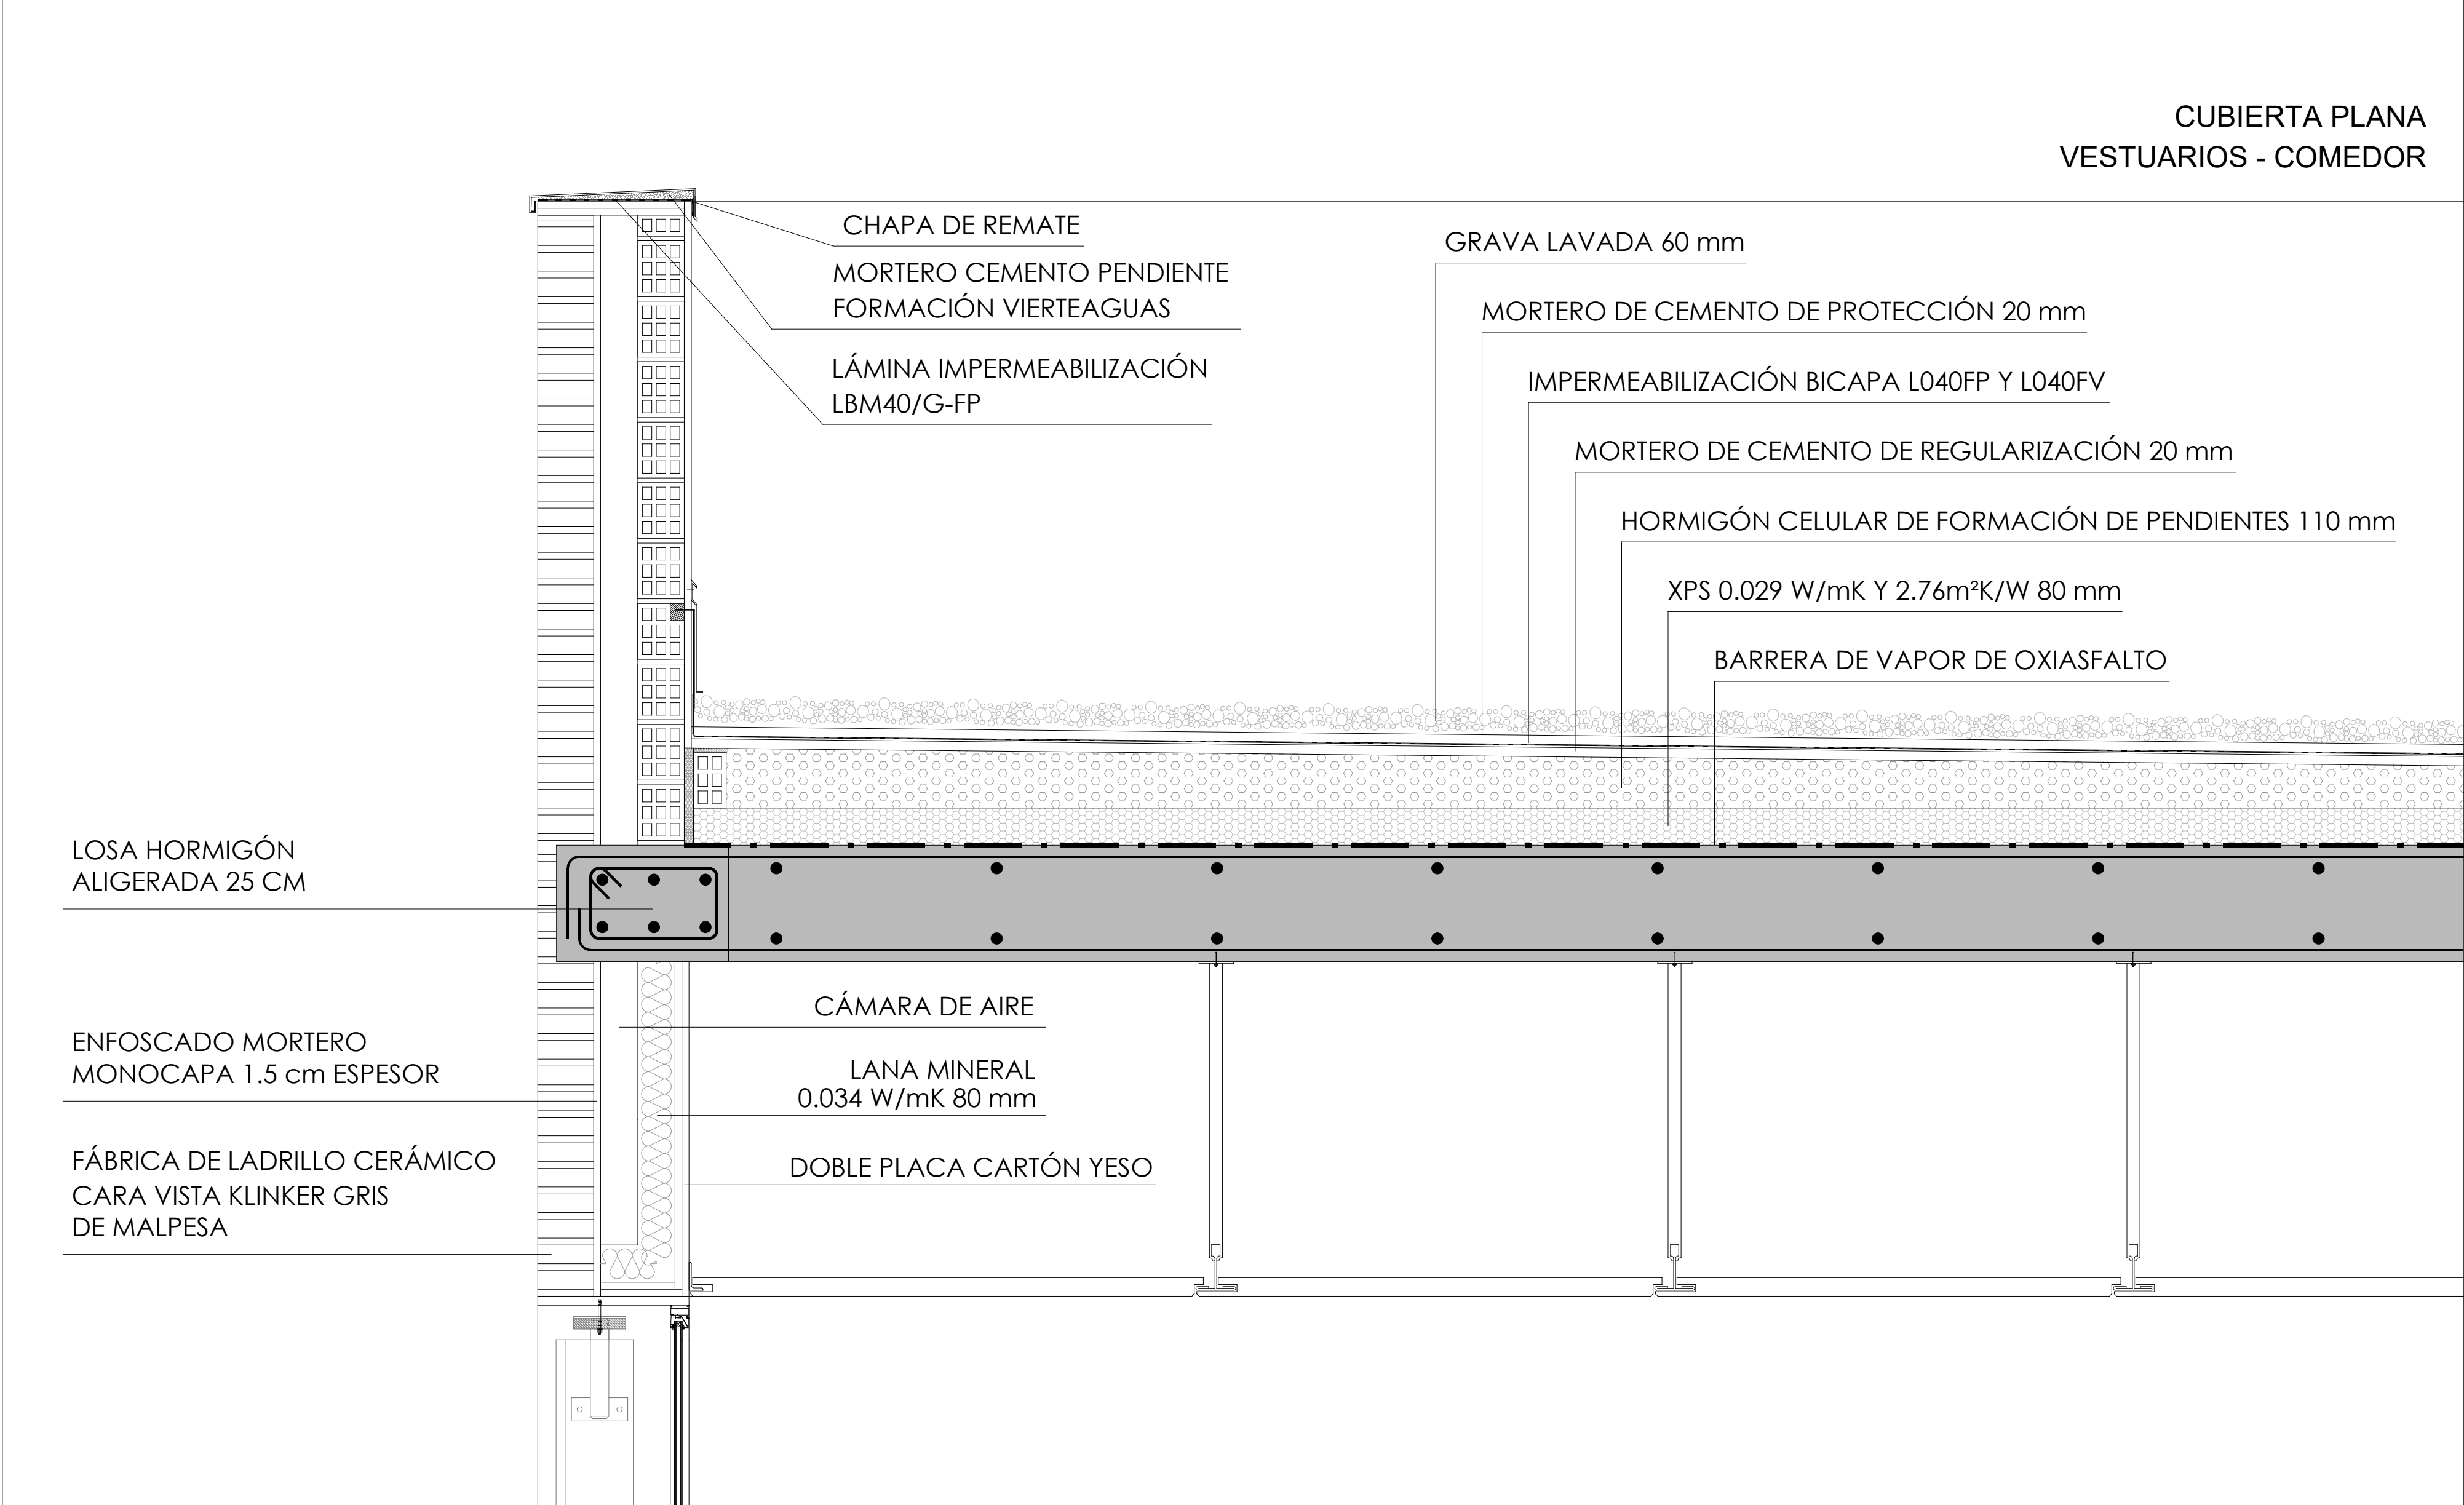 CUBIERTA PLANA
VESTUARIOS - COMEDOR
CHAPA DE REMATE
MORTERO CEMENTO PENDIENTE
FORMACIÓN VIERTEAGUAS
LÁMINA IMPERMEABILIZACIÓN
LBM40/G-FP
GRAVA LAVADA 60 mm
MORTERO DE CEMENTO DE PROTECCIÓN 20 mm
IMPERMEABILIZACIÓN BICAPA L040FP Y L040FV
MORTERO DE CEMENTO DE REGULARIZACIÓN 20 mm
HORMIGÓN CELULAR DE FORMACIÓN DE PENDIENTES 110 mm
XPS 0.029 W/mK Y 2.76m²K/W 80 mm
BARRERA DE VAPOR DE OXIASFALTO
LOSA HORMIGÓN
ALIGERADA 25 CM
ENFOSCADO MORTERO
MONOCAPA 1.5 cm ESPESOR
FÁBRICA DE LADRILLO CERÁMICO
CARA VISTA KLINKER GRIS
DE MALPESA
CÁMARA DE AIRE
LANA MINERAL
0.034 W/mK 80 mm
DOBLE PLACA CARTÓN YESO